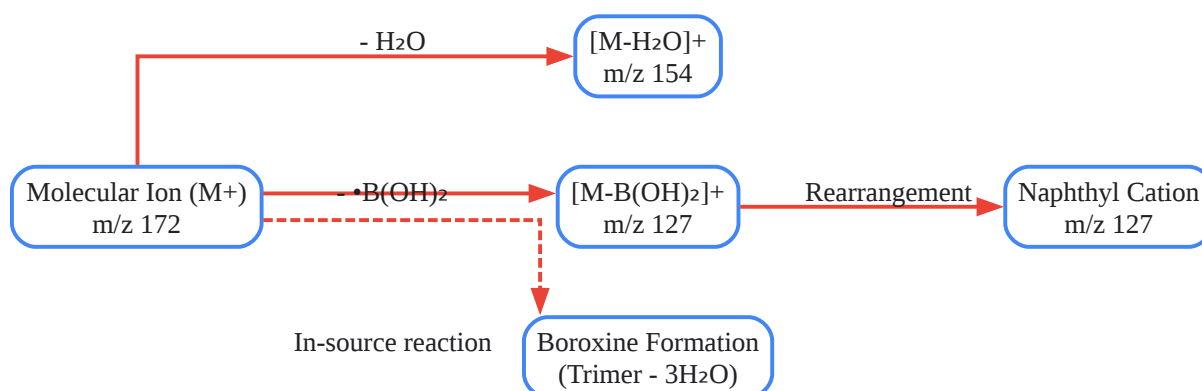 - H₂O
[M-H₂O]+
m/z 154
Molecular Ion (M+)
m/z 172
- •B(OH)₂
[M-B(OH)₂]+
m/z 127
Rearrangement
Naphthyl Cation
m/z 127
In-source reaction
Boroxine Formation
(Trimer - 3H₂O)